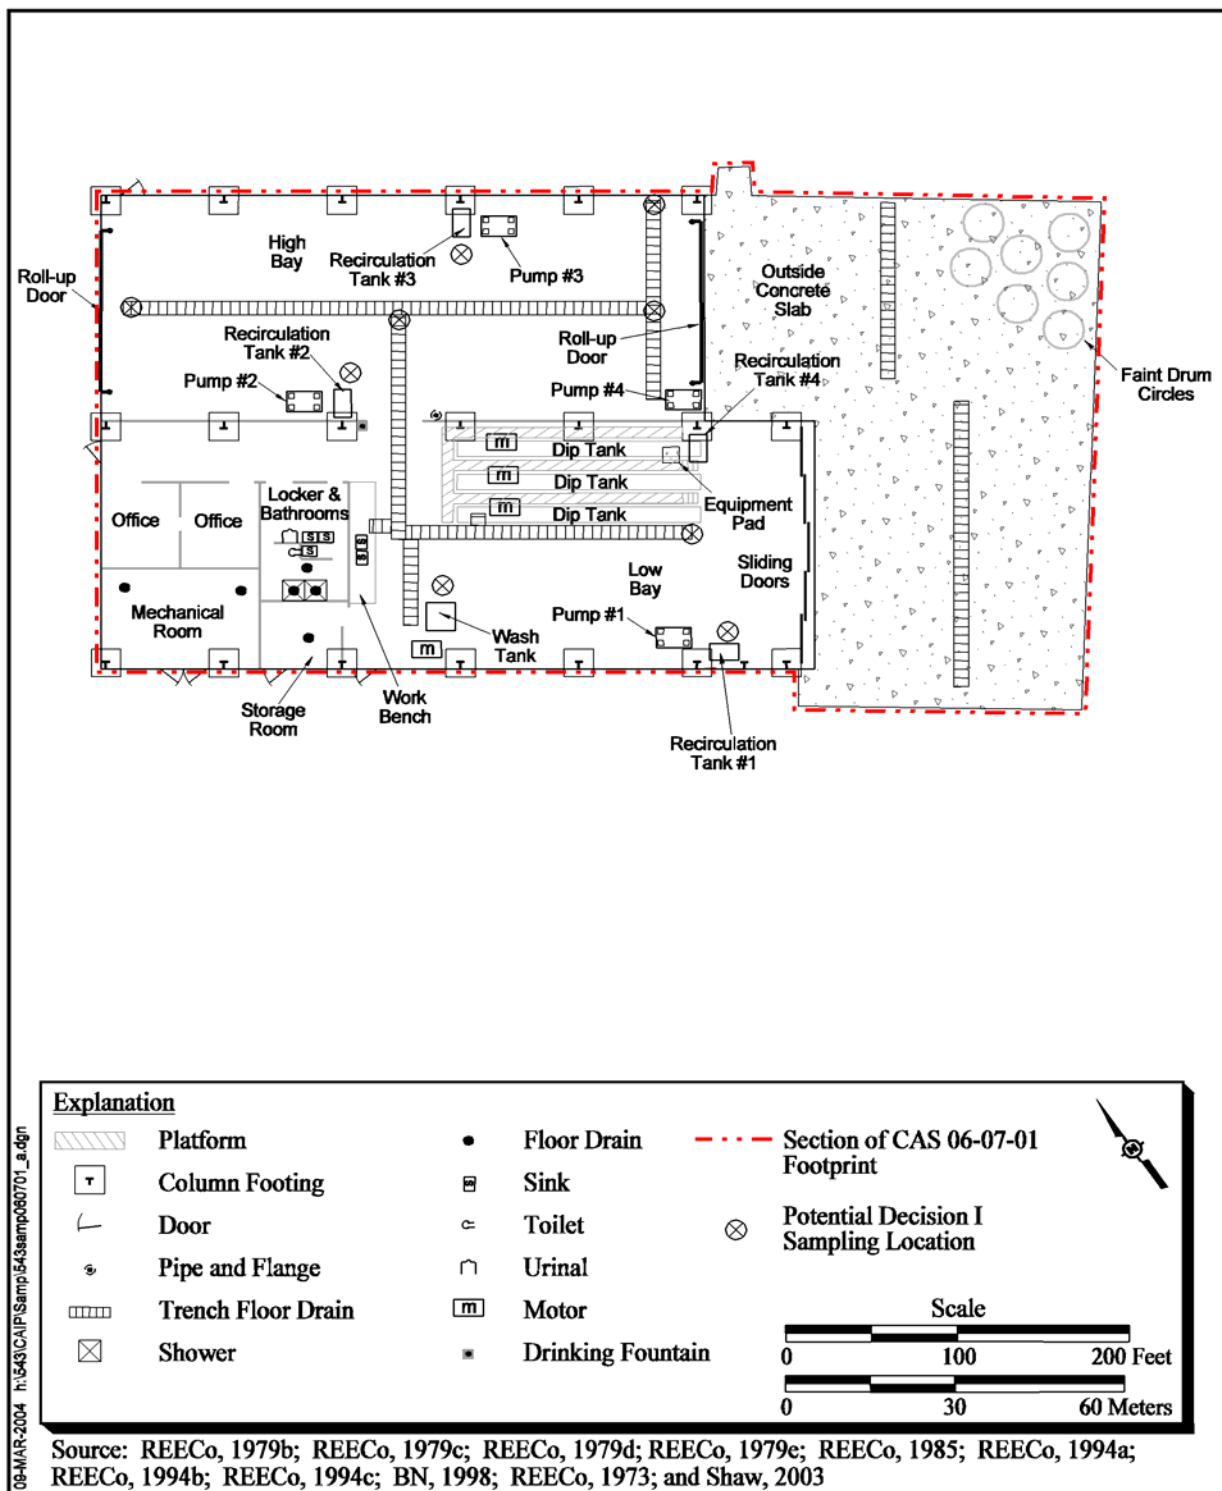 High
Bay
Recirculation
Tank #3
Pump #3
Roll-up
Door
Recirculation
Tank #2
Pump #2
Outside
Concrete
Slab
Roll-up
Door
Recirculation
Tank #4
Pump #4
Faint Drum
Circles
m
Dip Tank
m
Dip Tank
m
Dip Tank
Equipment
Pad
Office
Office
Locker &
Bathrooms
S S
S
S S
Low
Bay
Sliding
Doors
Mechanical
Room
Pump #1
Wash
Tank
m
Storage
Room
Work
Bench
Recirculation
Tank #1
Explanation
Platform
Column Footing
Door
Pipe and Flange
Trench Floor Drain
Shower
Floor Drain
Sink
Toilet
Urinal
m Motor
Drinking Fountain
Section of CAS 06-07-01
Footprint
Potential Decision I
Sampling Location
N
Scale
0 100 200 Feet
0 30 60 Meters
09-MAR-2004 h:\543\CAIP\Samp\543samp060701_a.dgn
Source: REECo, 1979b; REECo, 1979c; REECo, 1979d; REECo, 1979e; REECo, 1985; REECo, 1994a;
REECo, 1994b; REECo, 1994c; BN, 1998; REECo, 1973; and Shaw, 2003